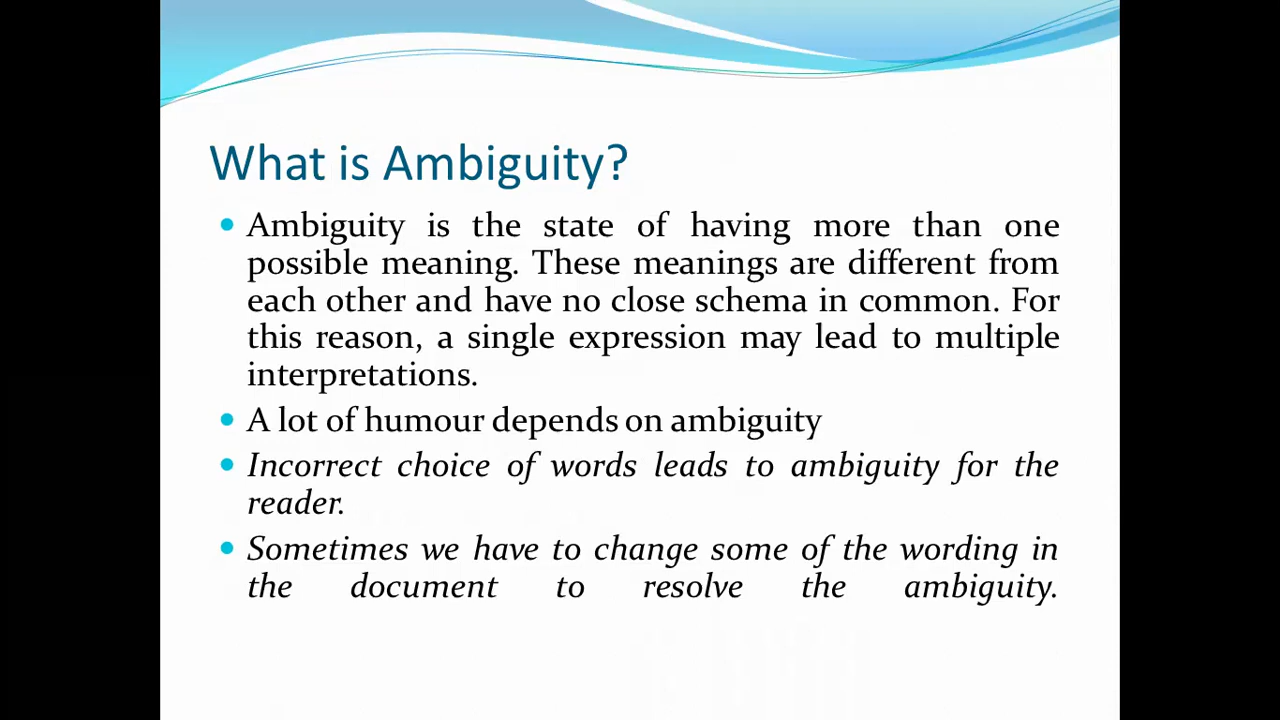 What is Ambiguity?
• Ambiguity is the state of having more than one
possible meaning. These meanings are different from
each other and have no close schema in common. For
this reason, a single expression may lead to multiple
interpretations.
• A lot of humour depends on ambiguity
• Incorrect choice of words leads to ambiguity for the
reader.
• Sometimes we have to change some of the wording in
the document to resolve the ambiguity.